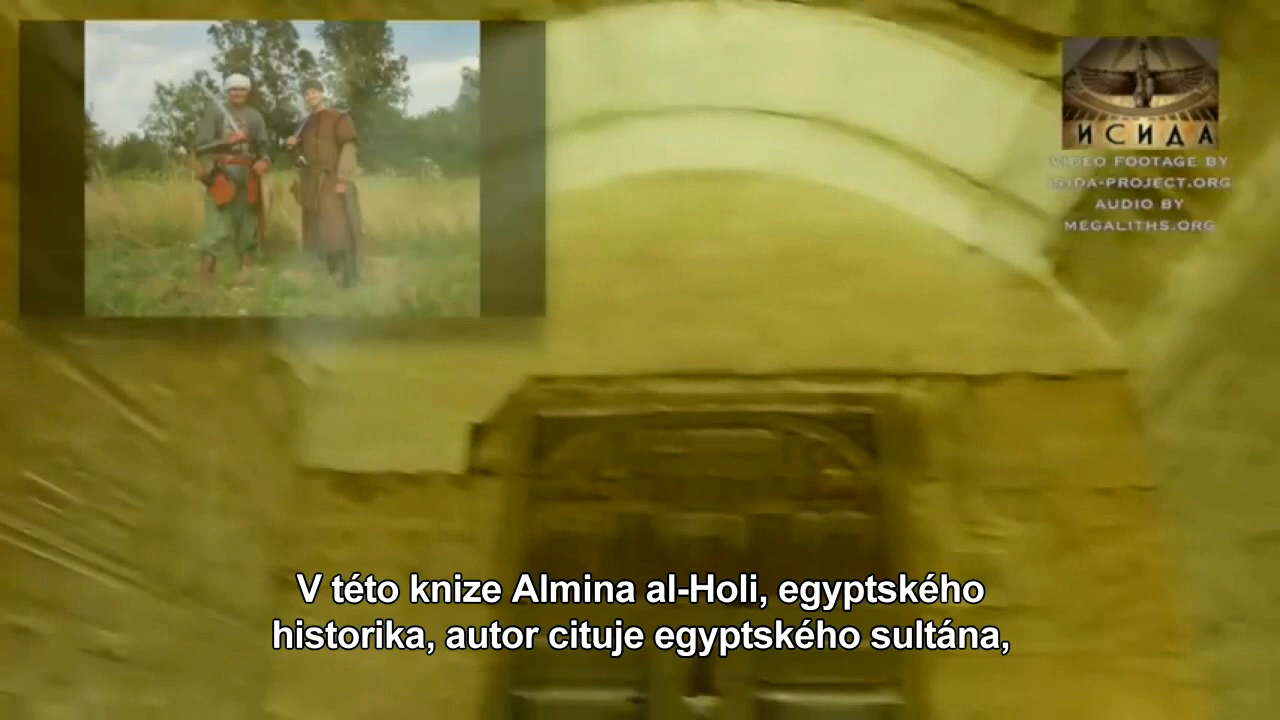 ИСИДА
VIDEO FOOTAGE BY
ISIDA-PROJECT.ORG
AUDIO BY
MEGALITHS.ORG
V této knize Almina al-Holi, egyptského
historika, autor cituje egyptského sultána,